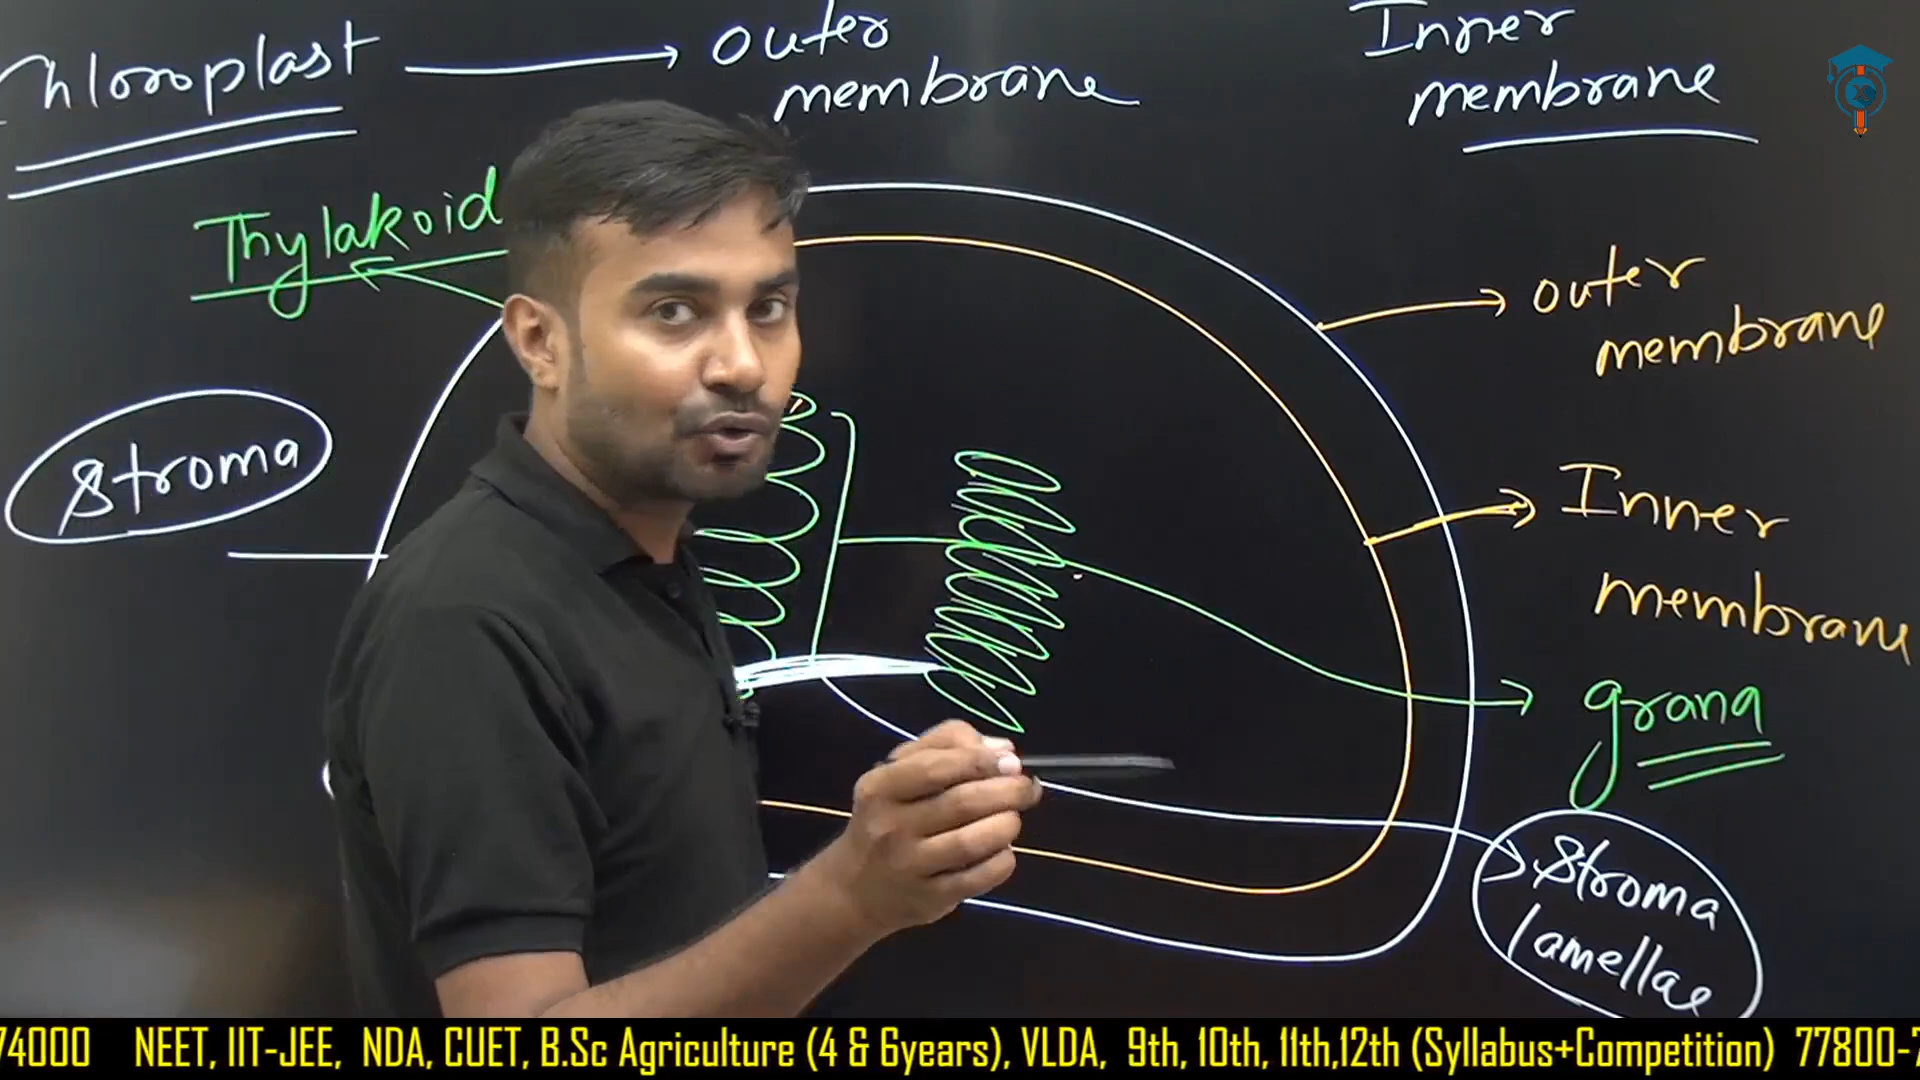 Chloroplast
outer
membrane
Inner
membrane
Thylakoid
outer
membrane
Stroma
Inner
membrane
grana
Stroma
lamellae
74000 NEET, IIT-JEE, NDA, CUET, B.Sc Agriculture (4 & 6years), VLDA, 9th, 10th, 11th,12th (Syllabus+Competition) 77800-7